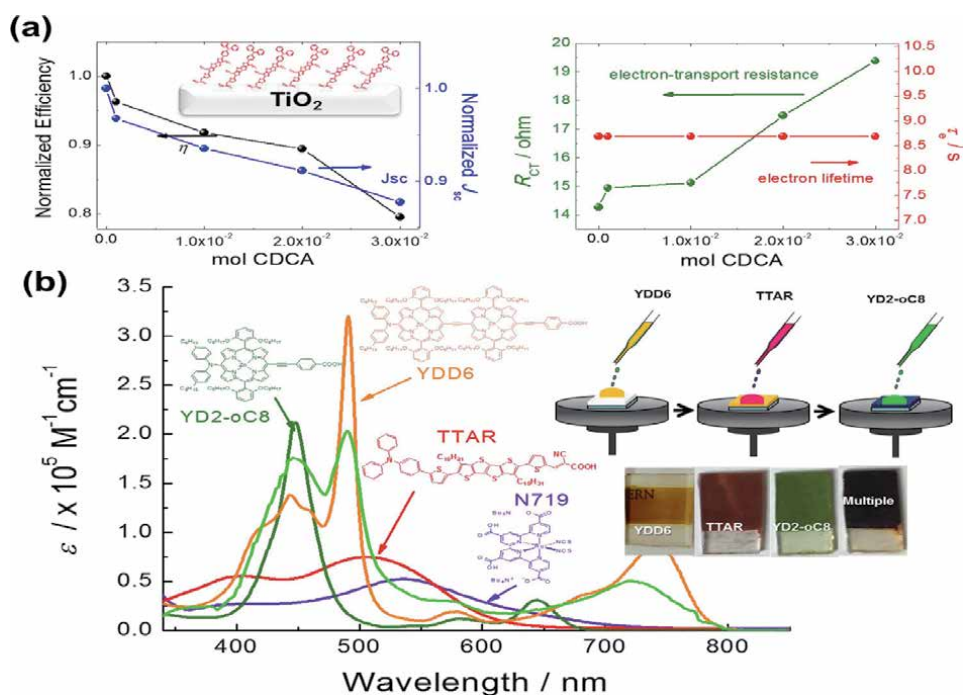 (a)
Normalized Efficiency
1.0
0.9
0.8
TiO₂
η
Jsc
1.0
0.9
Normalized Jsc
0.0 1.0x10⁻² 2.0x10⁻² 3.0x10⁻²
mol CDCA
R_CT / ohm
20
19
18
17
16
15
14
electron-transport resistance
electron lifetime
10.5
10.0
9.5
9.0
8.5
8.0
7.5
7.0
τe / s
0.0 1.0x10⁻² 2.0x10⁻² 3.0x10⁻²
mol CDCA
(b)
ε / x 10⁵ M⁻¹cm⁻¹
3.5
3.0
2.5
2.0
1.5
1.0
0.5
0.0
YDD6
YD2-oC8
TTAR
N719
COOH
NC
COOH
YDD6 TTAR YD2-oC8
YDD6 TTAR YD2-oC8 Multiple
400 500 600 700 800
Wavelength / nm